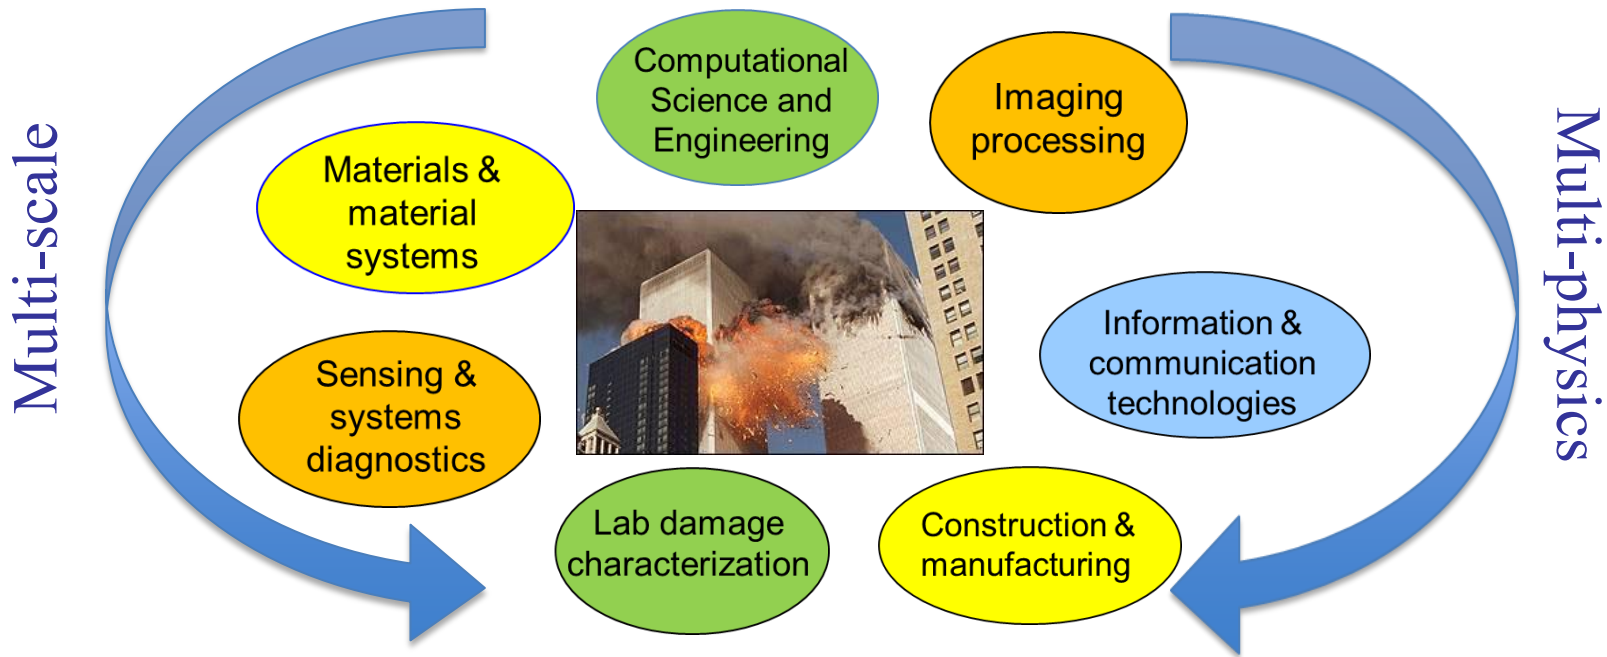 Multi-scale
Computational
Science and
Engineering
Imaging
processing
Materials &
material
systems
Information &
communication
technologies
Sensing &
systems
diagnostics
Lab damage
characterization
Construction &
manufacturing
Multi-physics